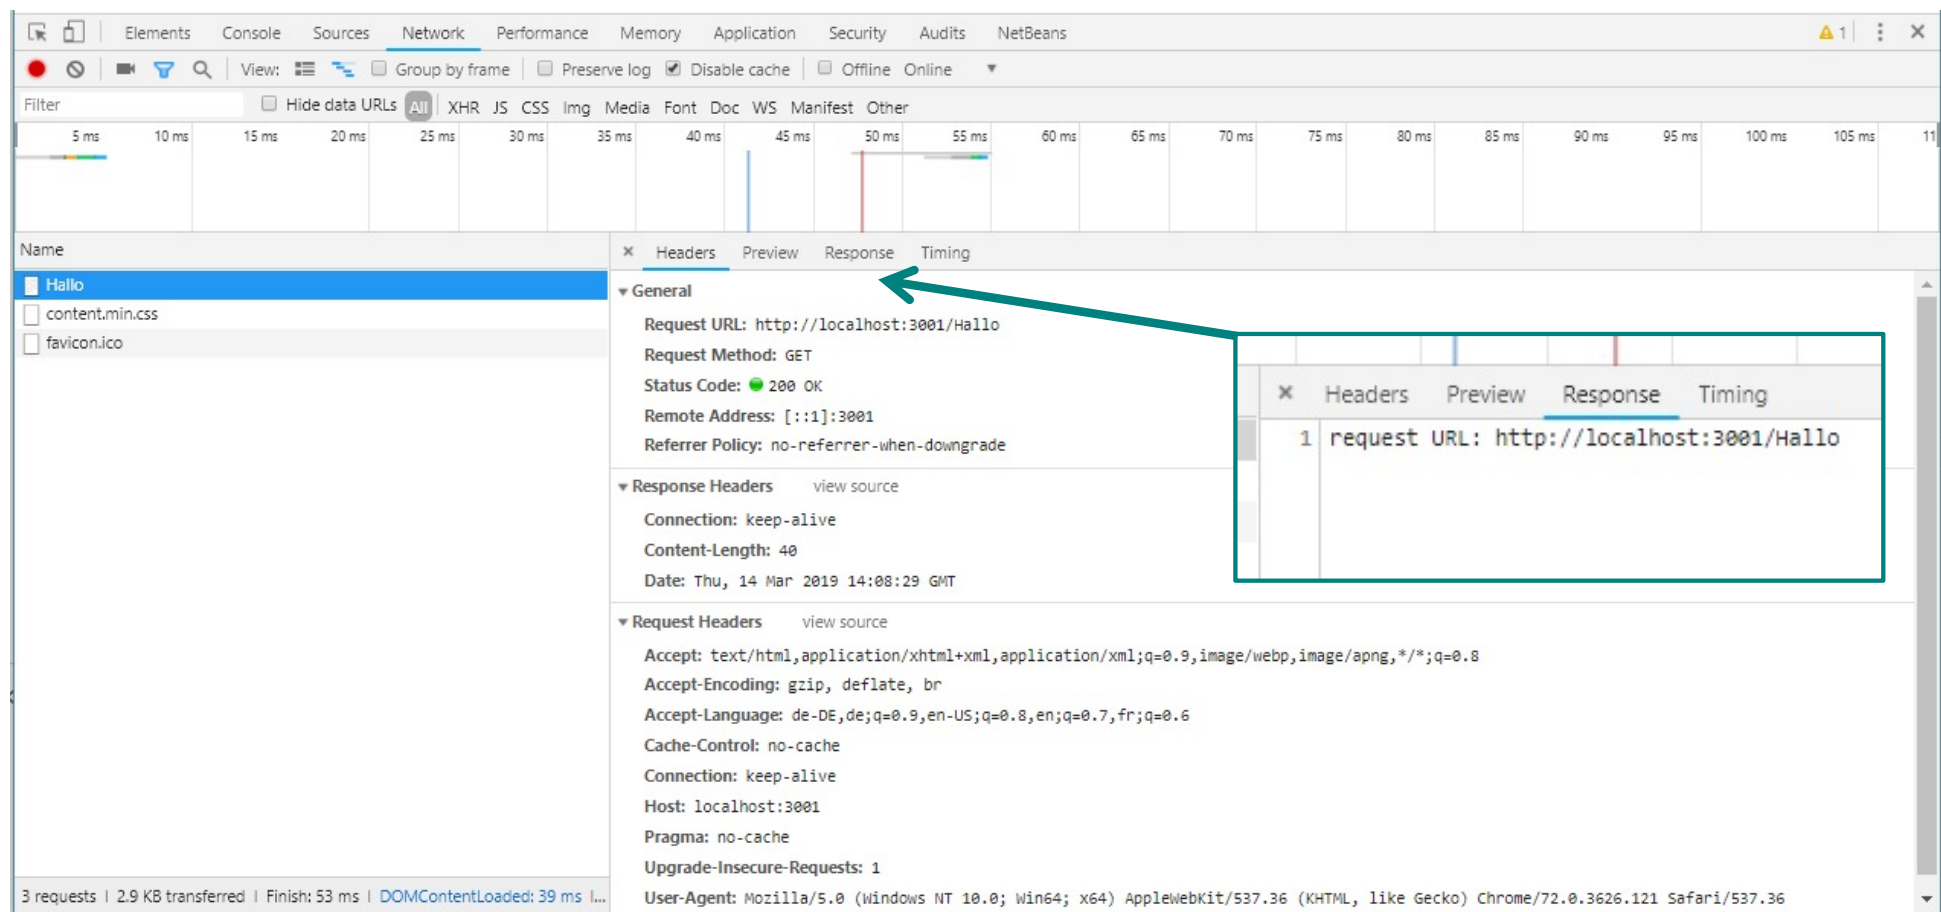 Elements Console Sources Network Performance Memory Application Security Audits NetBeans 1
View: Group by frame Preserve log Disable cache Offline Online
Filter Hide data URLs All XHR JS CSS Img Media Font Doc WS Manifest Other
5 ms 10 ms 15 ms 20 ms 25 ms 30 ms 35 ms 40 ms 45 ms 50 ms 55 ms 60 ms 65 ms 70 ms 75 ms 80 ms 85 ms 90 ms 95 ms 100 ms 105 ms 11
Name
Hallo
content.min.css
favicon.ico
3 requests | 2.9 KB transferred | Finish: 53 ms | DOMContentLoaded: 39 ms |...
× Headers Preview Response Timing
General
Request URL: http://localhost:3001/Hallo
Request Method: GET
Status Code: 200 OK
Remote Address: [::1]:3001
Referrer Policy: no-referrer-when-downgrade
Response Headers view source
Connection: keep-alive
Content-Length: 40
Date: Thu, 14 Mar 2019 14:08:29 GMT
Request Headers view source
Accept: text/html,application/xhtml+xml,application/xml;q=0.9,image/webp,image/apng,*/*;q=0.8
Accept-Encoding: gzip, deflate, br
Accept-Language: de-DE,de;q=0.9,en-US;q=0.8,en;q=0.7,fr;q=0.6
Cache-Control: no-cache
Connection: keep-alive
Host: localhost:3001
Pragma: no-cache
Upgrade-Insecure-Requests: 1
User-Agent: Mozilla/5.0 (Windows NT 10.0; Win64; x64) AppleWebKit/537.36 (KHTML, like Gecko) Chrome/72.0.3626.121 Safari/537.36
× Headers Preview Response Timing
1 request URL: http://localhost:3001/Hallo